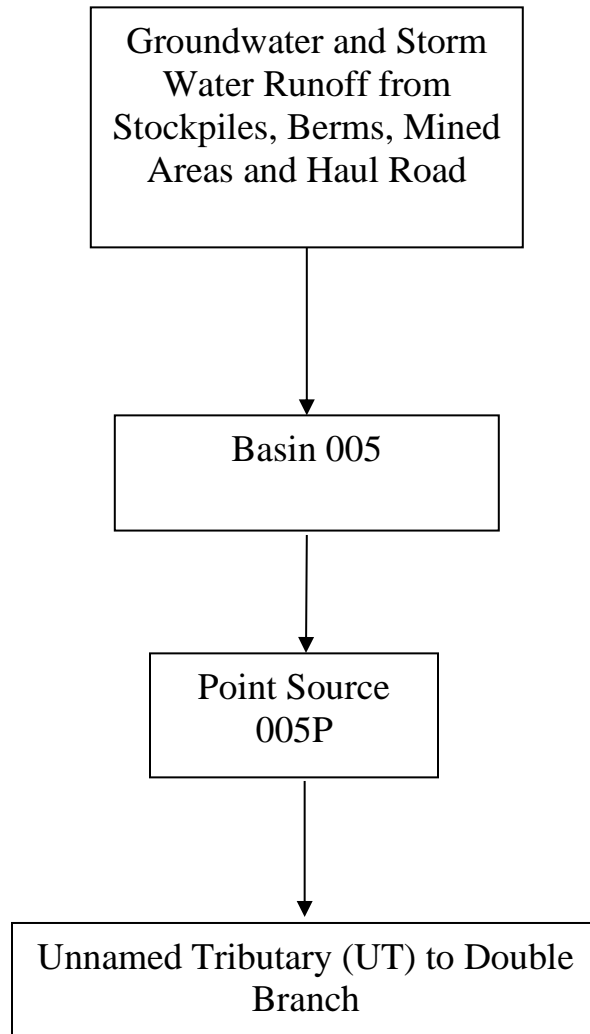 Groundwater and Storm
Water Runoff from
Stockpiles, Berms, Mined
Areas and Haul Road
Basin 005
Point Source
005P
Unnamed Tributary (UT) to Double
Branch